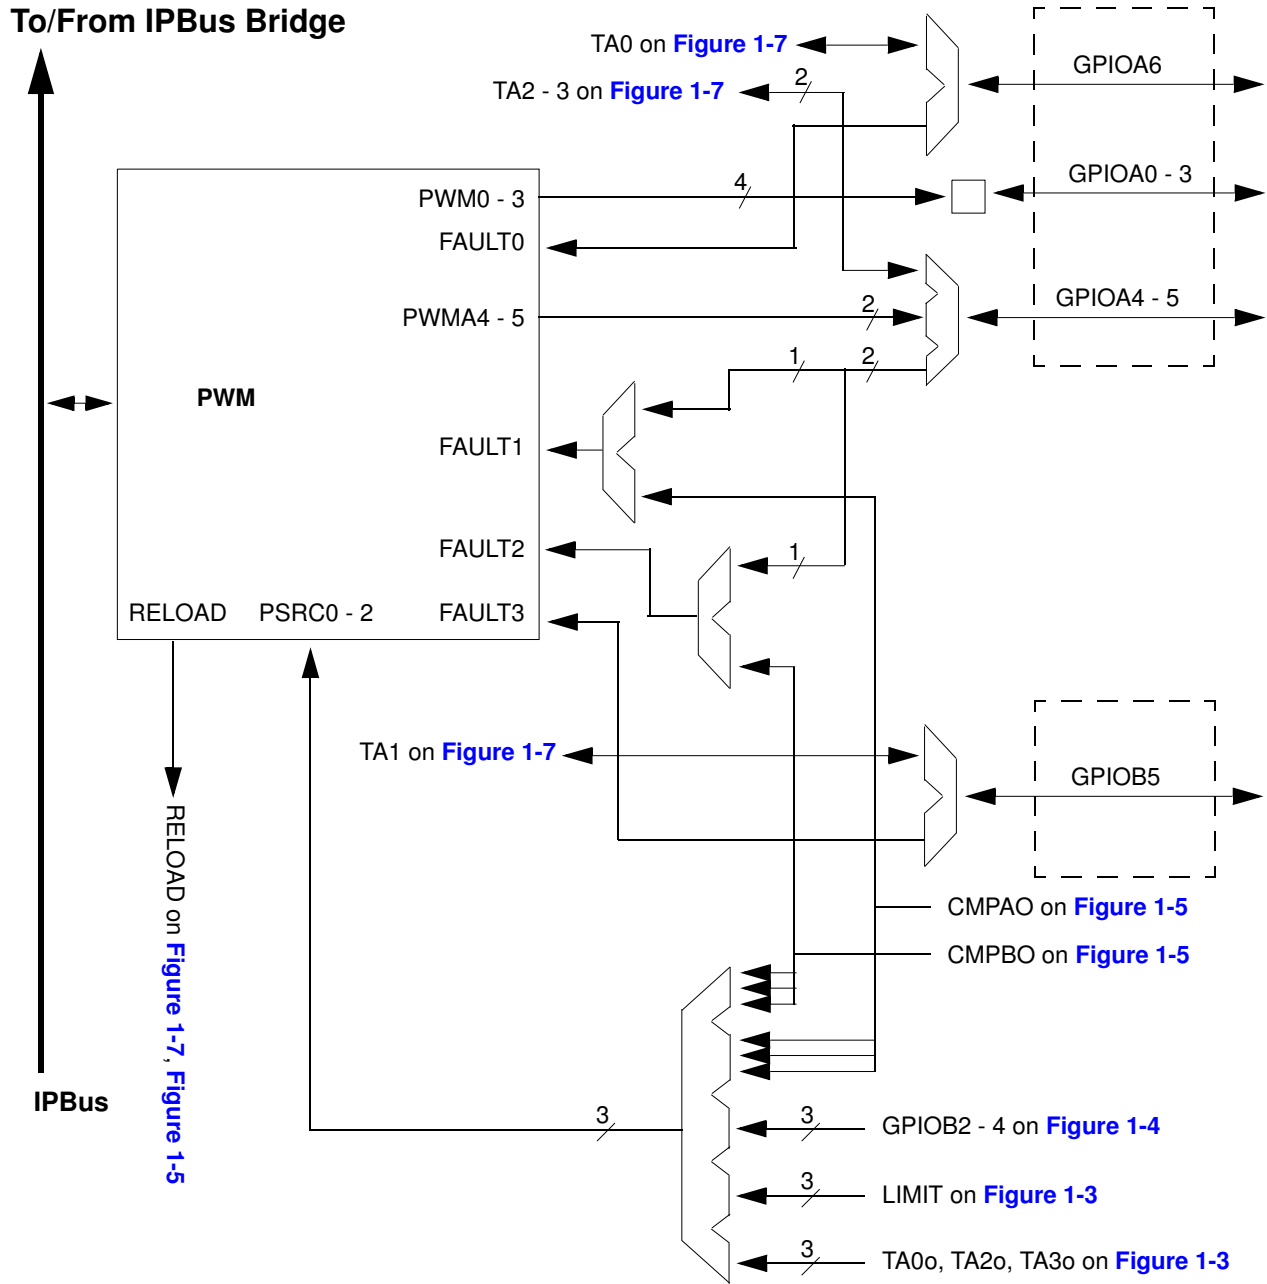 To/From IPBus Bridge
TA0 on Figure 1-7
TA2 - 3 on Figure 1-7
2
GPIOA6
PWM0 - 3
4
GPIOA0 - 3
FAULT0
PWMA4 - 5
2
GPIOA4 - 5
1
2
PWM
FAULT1
FAULT2
1
RELOAD
PSRC0 - 2
FAULT3
TA1 on Figure 1-7
GPIOB5
RELOAD on Figure 1-7, Figure 1-5
CMPAO on Figure 1-5
CMPBO on Figure 1-5
IPBus
3
3
GPIOB2 - 4 on Figure 1-4
3
LIMIT on Figure 1-3
3
TA0o, TA2o, TA3o on Figure 1-3